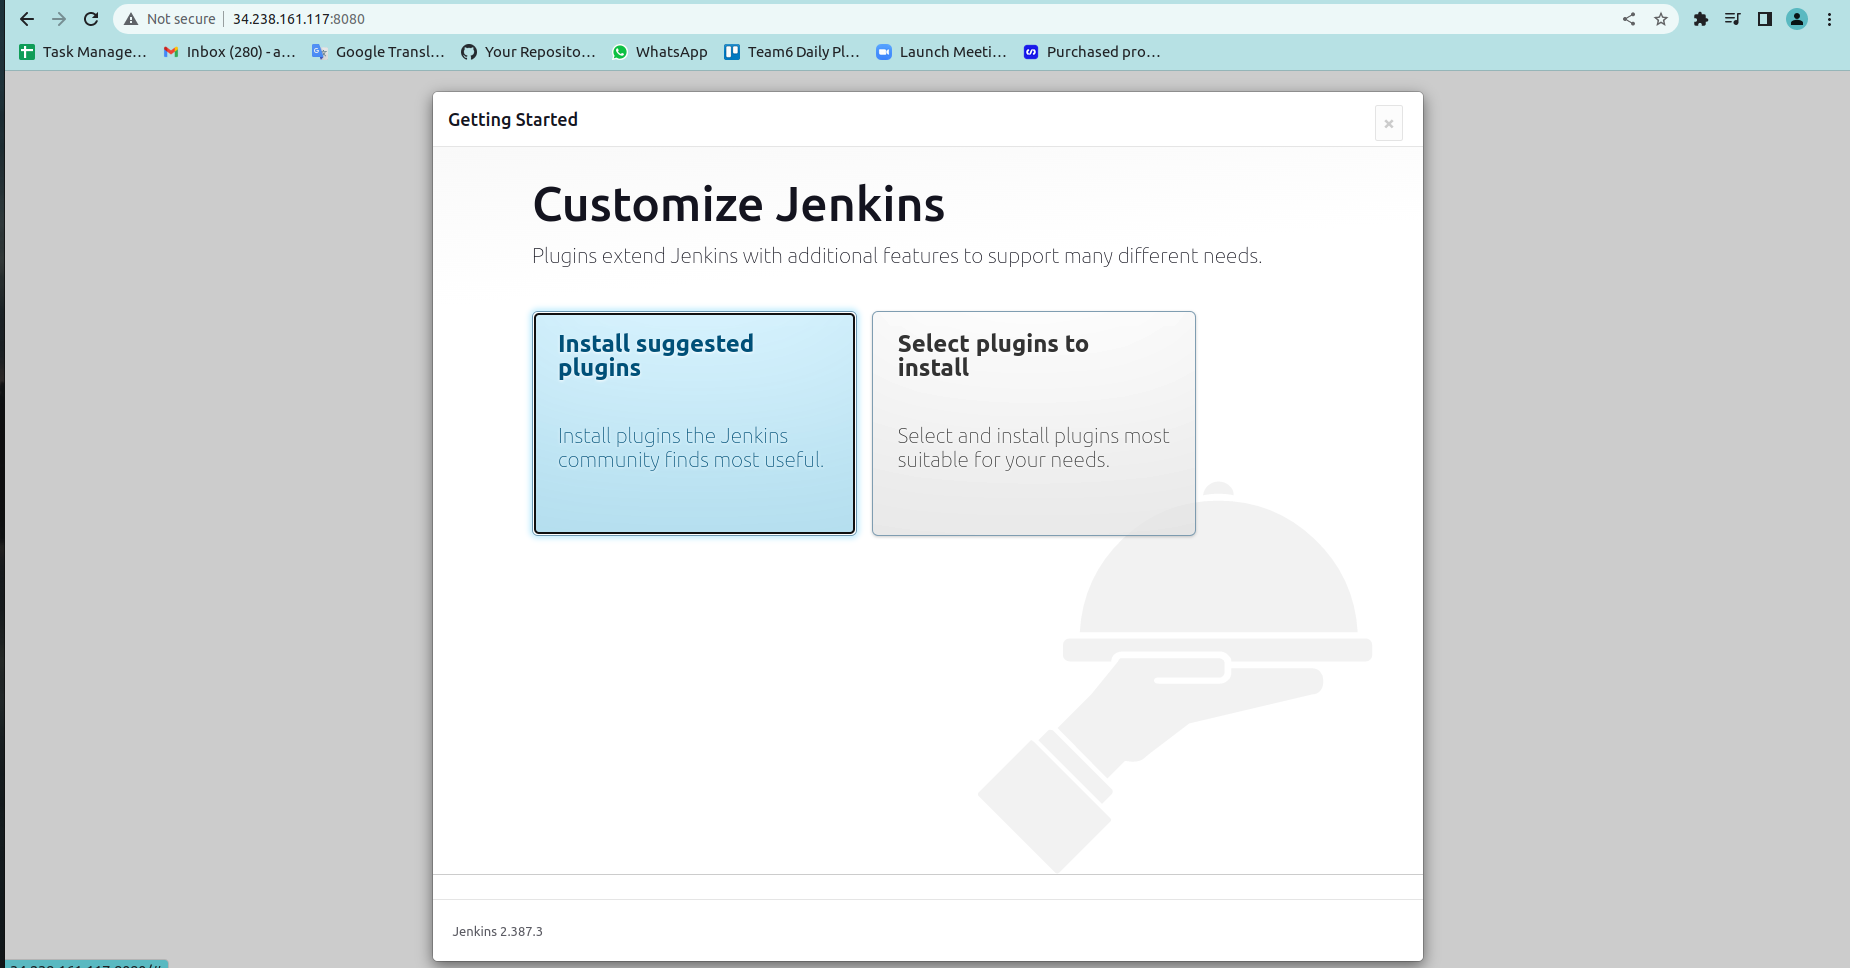 Not secure | 34.238.161.117:8080
Task Manage... Inbox (280) - a... Google Transl... Your Reposito... WhatsApp Team6 Daily Pl... Launch Meeti... Purchased pro...
Getting Started
×
Customize Jenkins
Plugins extend Jenkins with additional features to support many different needs.
Install suggested
plugins
Install plugins the Jenkins
community finds most useful.
Select plugins to
install
Select and install plugins most
suitable for your needs.
Jenkins 2.387.3